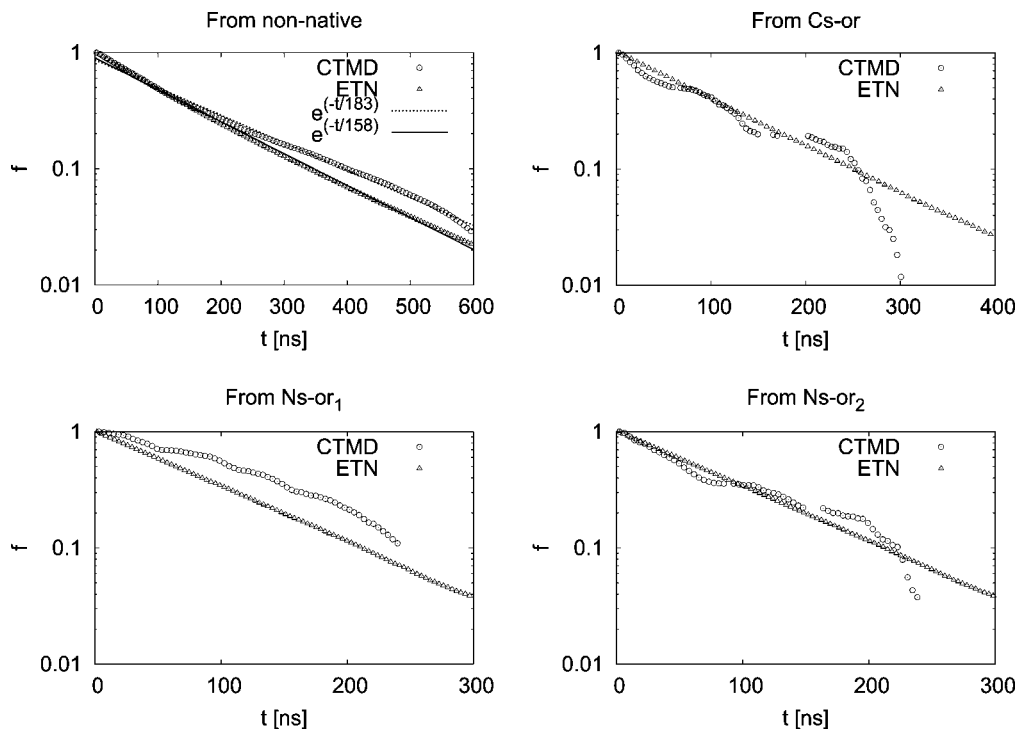 From non-native
1
0.1
0.01
f
CTMD
ETN
e(-t/183)
e(-t/158)
0 100 200 300 400 500 600
t [ns]
From Cs-or
1
0.1
0.01
f
CTMD
ETN
0 100 200 300 400
t [ns]
From Ns-or1
1
0.1
0.01
f
CTMD
ETN
0 100 200 300
t [ns]
From Ns-or2
1
0.1
0.01
f
CTMD
ETN
0 100 200 300
t [ns]